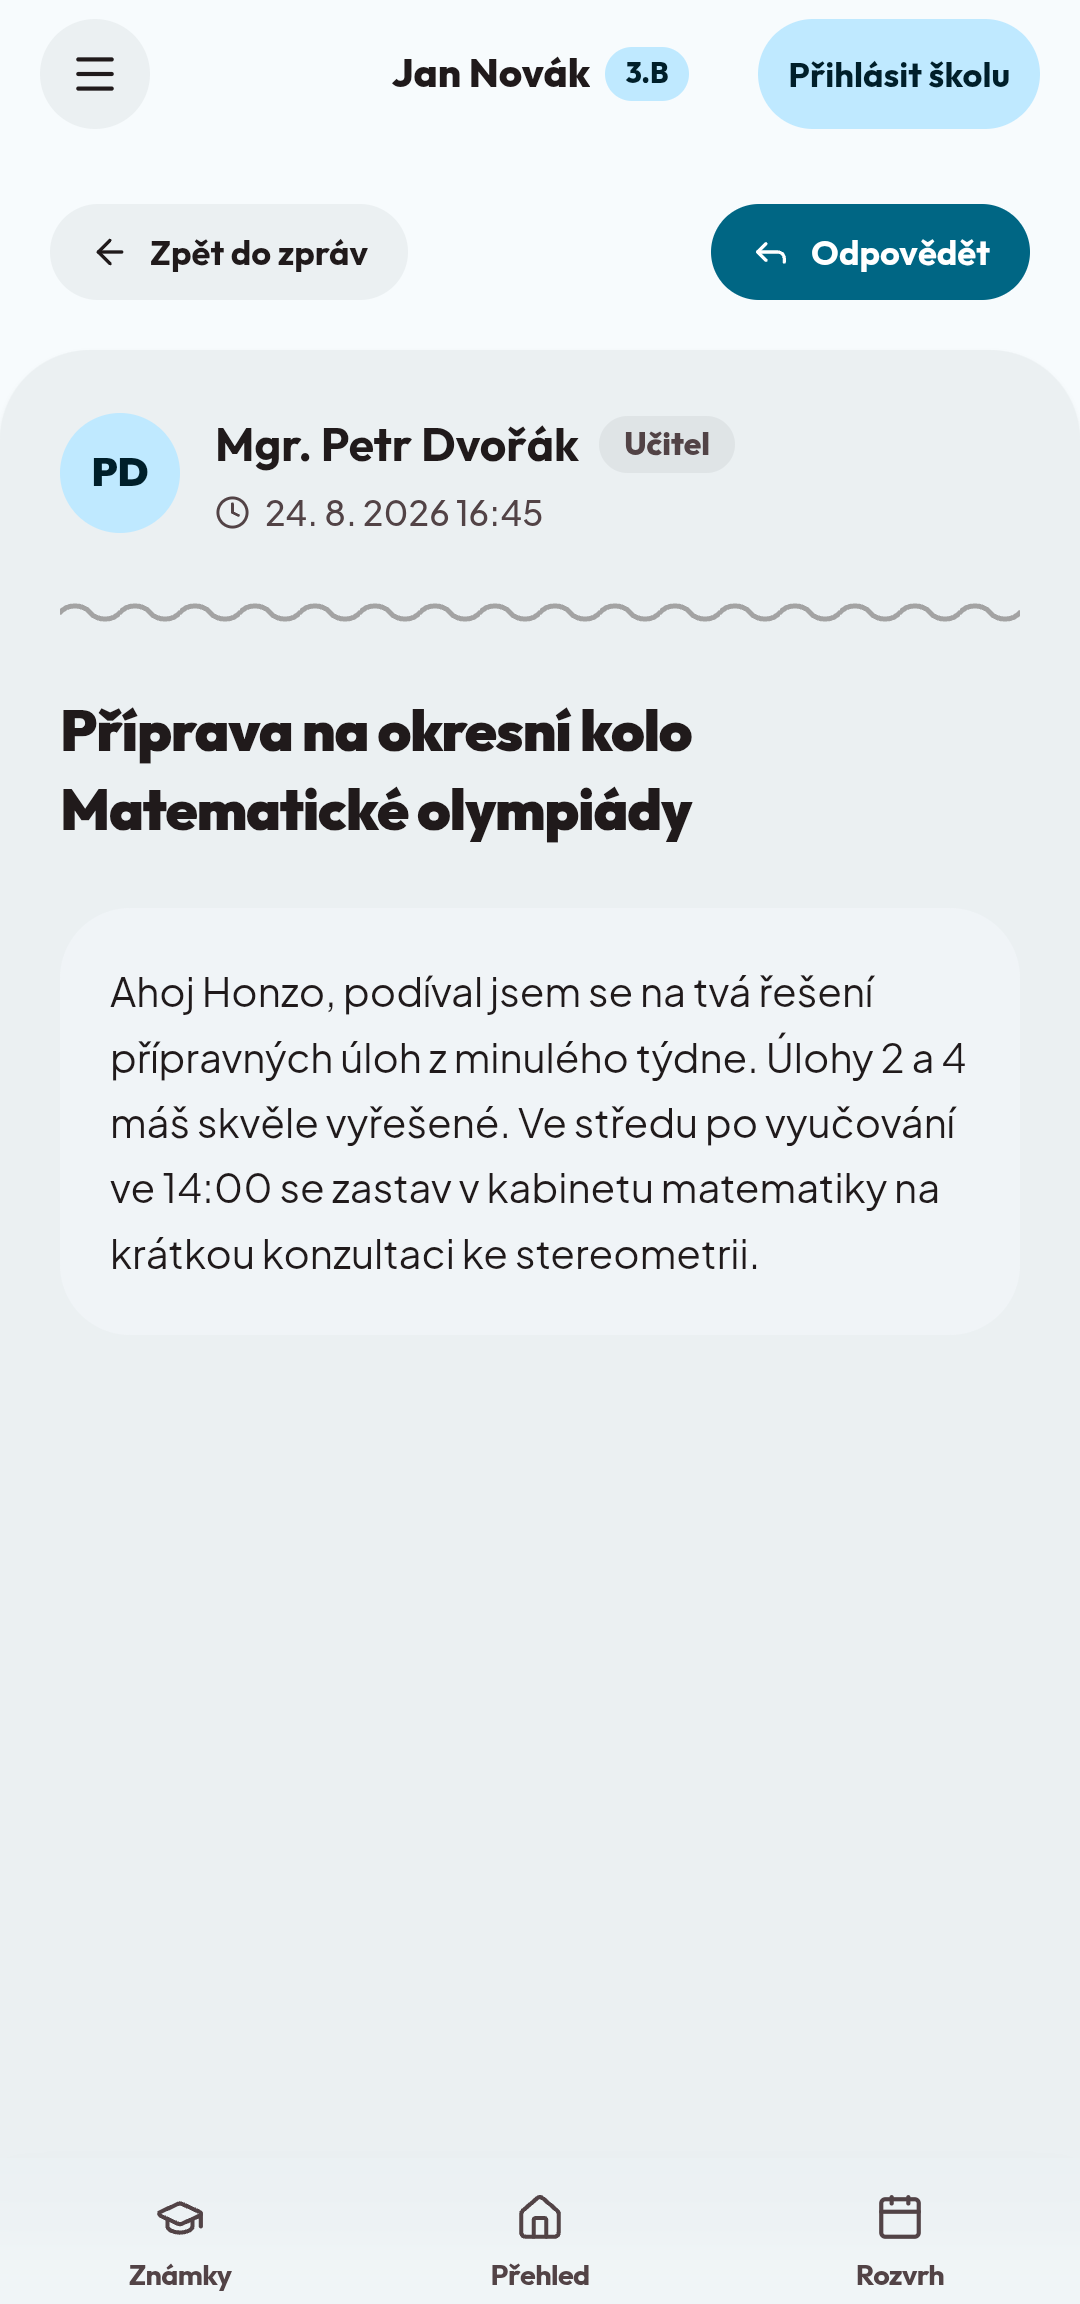 Jan Novák 3.B Přihlásit školu
Zpět do zpráv Odpovědět
PD Mgr. Petr Dvořák Učitel
24. 8. 2026 16:45
Příprava na okresní kolo
Matematické olympiády
Ahoj Honzo, podíval jsem se na tvá řešení
přípravných úloh z minulého týdne. Úlohy 2 a 4
máš skvěle vyřešené. Ve středu po vyučování
ve 14:00 se zastav v kabinetu matematiky na
krátkou konzultaci ke stereometrii.
Známky Přehled Rozvrh